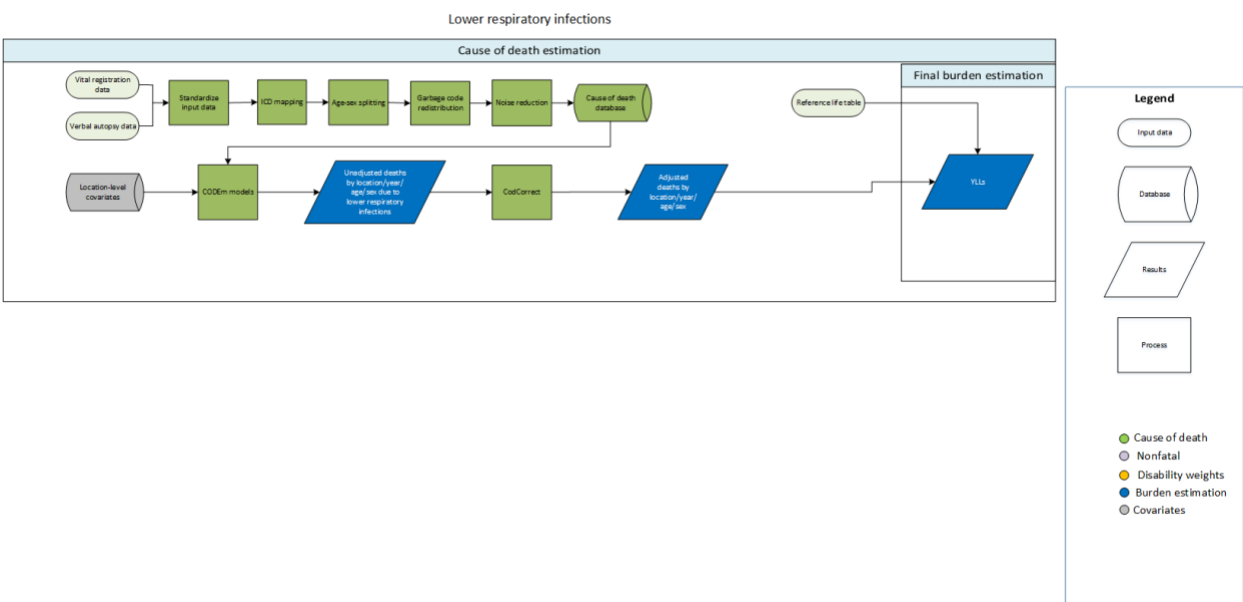 Lower respiratory infections
Cause of death estimation
Final burden estimation
Vital registration
data
Verbal autopsy data
Standardize
input data
ICD mapping
Age-sex splitting
Garbage code
redistribution
Noise reduction
Cause of death
database
Reference life table
Location-level
covariates
CODEm models
Unadjusted deaths
by location/year/
age/sex due to
lower respiratory
infections
CodCorrect
Adjusted
deaths by
location/year/
age/sex
YLLs
Legend
Input data
Database
Results
Process
Cause of death
Nonfatal
Disability weights
Burden estimation
Covariates